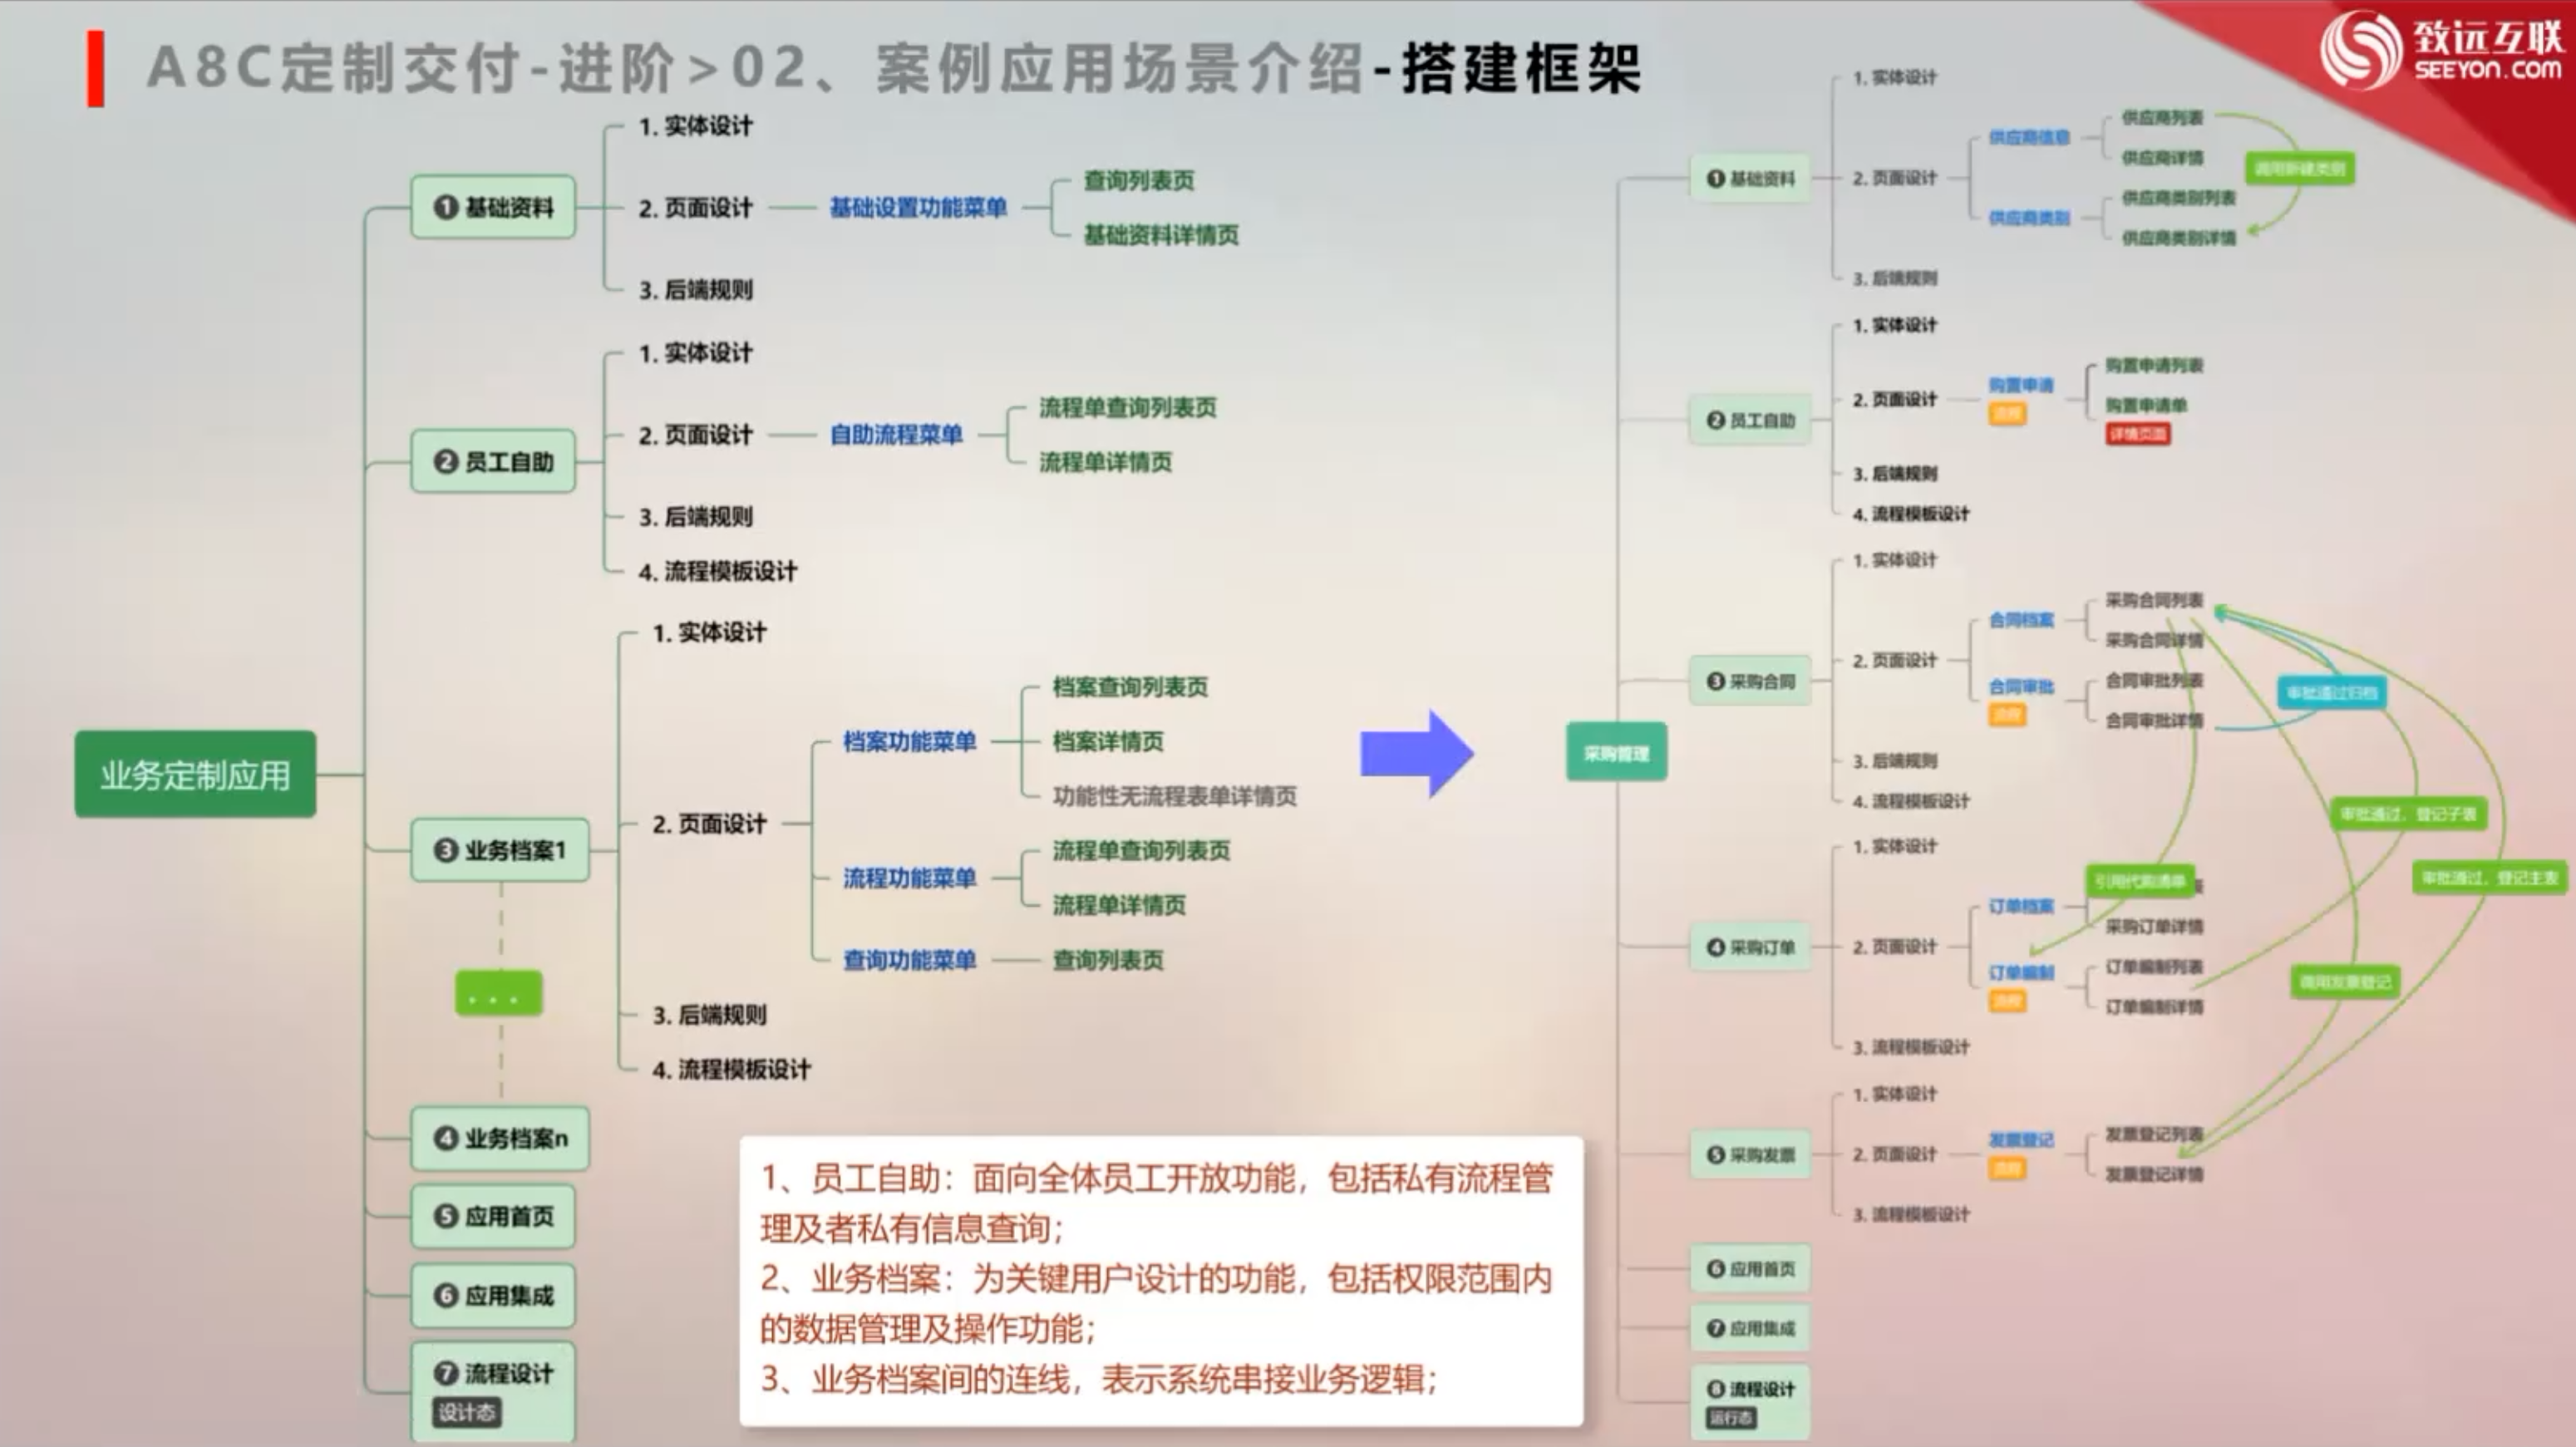 A8C定制交付-进阶>02、案例应用场景介绍-搭建框架
致远互联
SEEYON.COM
业务定制应用
❶ 基础资料
1. 实体设计
2. 页面设计
基础设置功能菜单
查询列表页
基础资料详情页
3. 后端规则
❷ 员工自助
1. 实体设计
2. 页面设计
自助流程菜单
流程单查询列表页
流程单详情页
3. 后端规则
4. 流程模板设计
❸ 业务档案1
1. 实体设计
2. 页面设计
档案功能菜单
档案查询列表页
档案详情页
功能性无流程表单详情页
流程功能菜单
流程单查询列表页
流程单详情页
查询功能菜单
查询列表页
3. 后端规则
4. 流程模板设计
...
❹ 业务档案n
❺ 应用首页
❻ 应用集成
❼ 流程设计
设计态
1、员工自助：面向全体员工开放功能，包括私有流程管
理及者私有信息查询；
2、业务档案：为关键用户设计的功能，包括权限范围内
的数据管理及操作功能；
3、业务档案间的连线，表示系统串接业务逻辑；
采购管理
❶ 基础资料
1. 实体设计
2. 页面设计
供应商信息
供应商列表
供应商详情
调用新建类别
供应商类别
供应商类别列表
供应商类别详情
3. 后端规则
❷ 员工自助
1. 实体设计
2. 页面设计
购置申请
流程
购置申请列表
购置申请单
详情页面
3. 后端规则
4. 流程模板设计
❸ 采购合同
1. 实体设计
2. 页面设计
合同档案
采购合同列表
采购合同详情
合同审批
流程
合同审批列表
合同审批详情
审批通过归档
3. 后端规则
4. 流程模板设计
审批通过，登记子表
审批通过，登记主表
❹ 采购订单
1. 实体设计
2. 页面设计
订单档案
引用代购清单
采购订单详情
订单编制
流程
订单编制列表
订单编制详情
调用发票登记
3. 流程模板设计
❺ 采购发票
1. 实体设计
2. 页面设计
发票登记
流程
发票登记列表
发票登记详情
3. 流程模板设计
❻ 应用首页
❼ 应用集成
❽ 流程设计
运行态